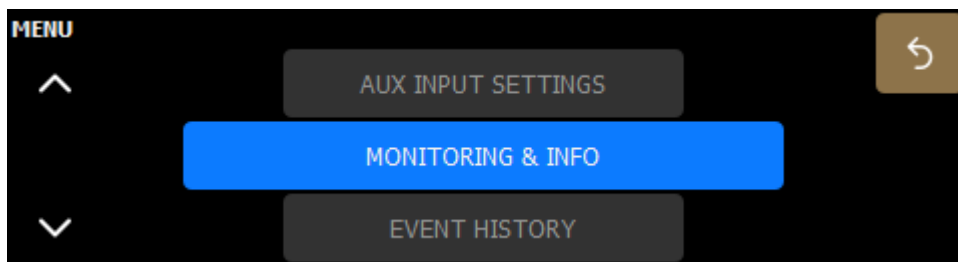 MENU
AUX INPUT SETTINGS
MONITORING & INFO
EVENT HISTORY